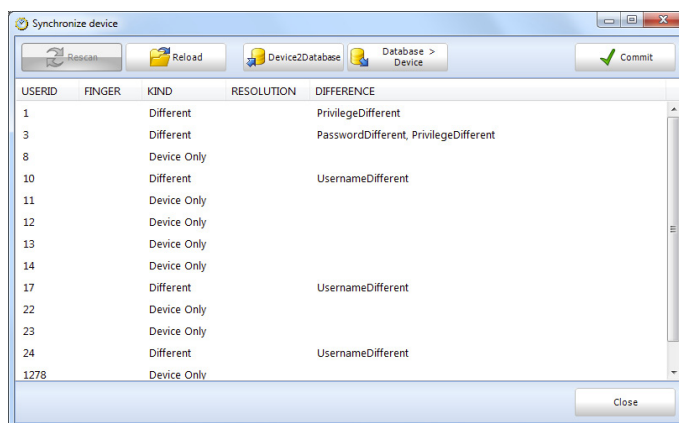 Synchronize device
Rescan Reload Device2Database Database > Device Commit
USERID FINGER KIND RESOLUTION DIFFERENCE
1 Different PrivilegeDifferent
3 Different PasswordDifferent, PrivilegeDifferent
8 Device Only
10 Different UsernameDifferent
11 Device Only
12 Device Only
13 Device Only
14 Device Only
17 Different UsernameDifferent
22 Device Only
23 Device Only
24 Different UsernameDifferent
1278 Device Only
Close